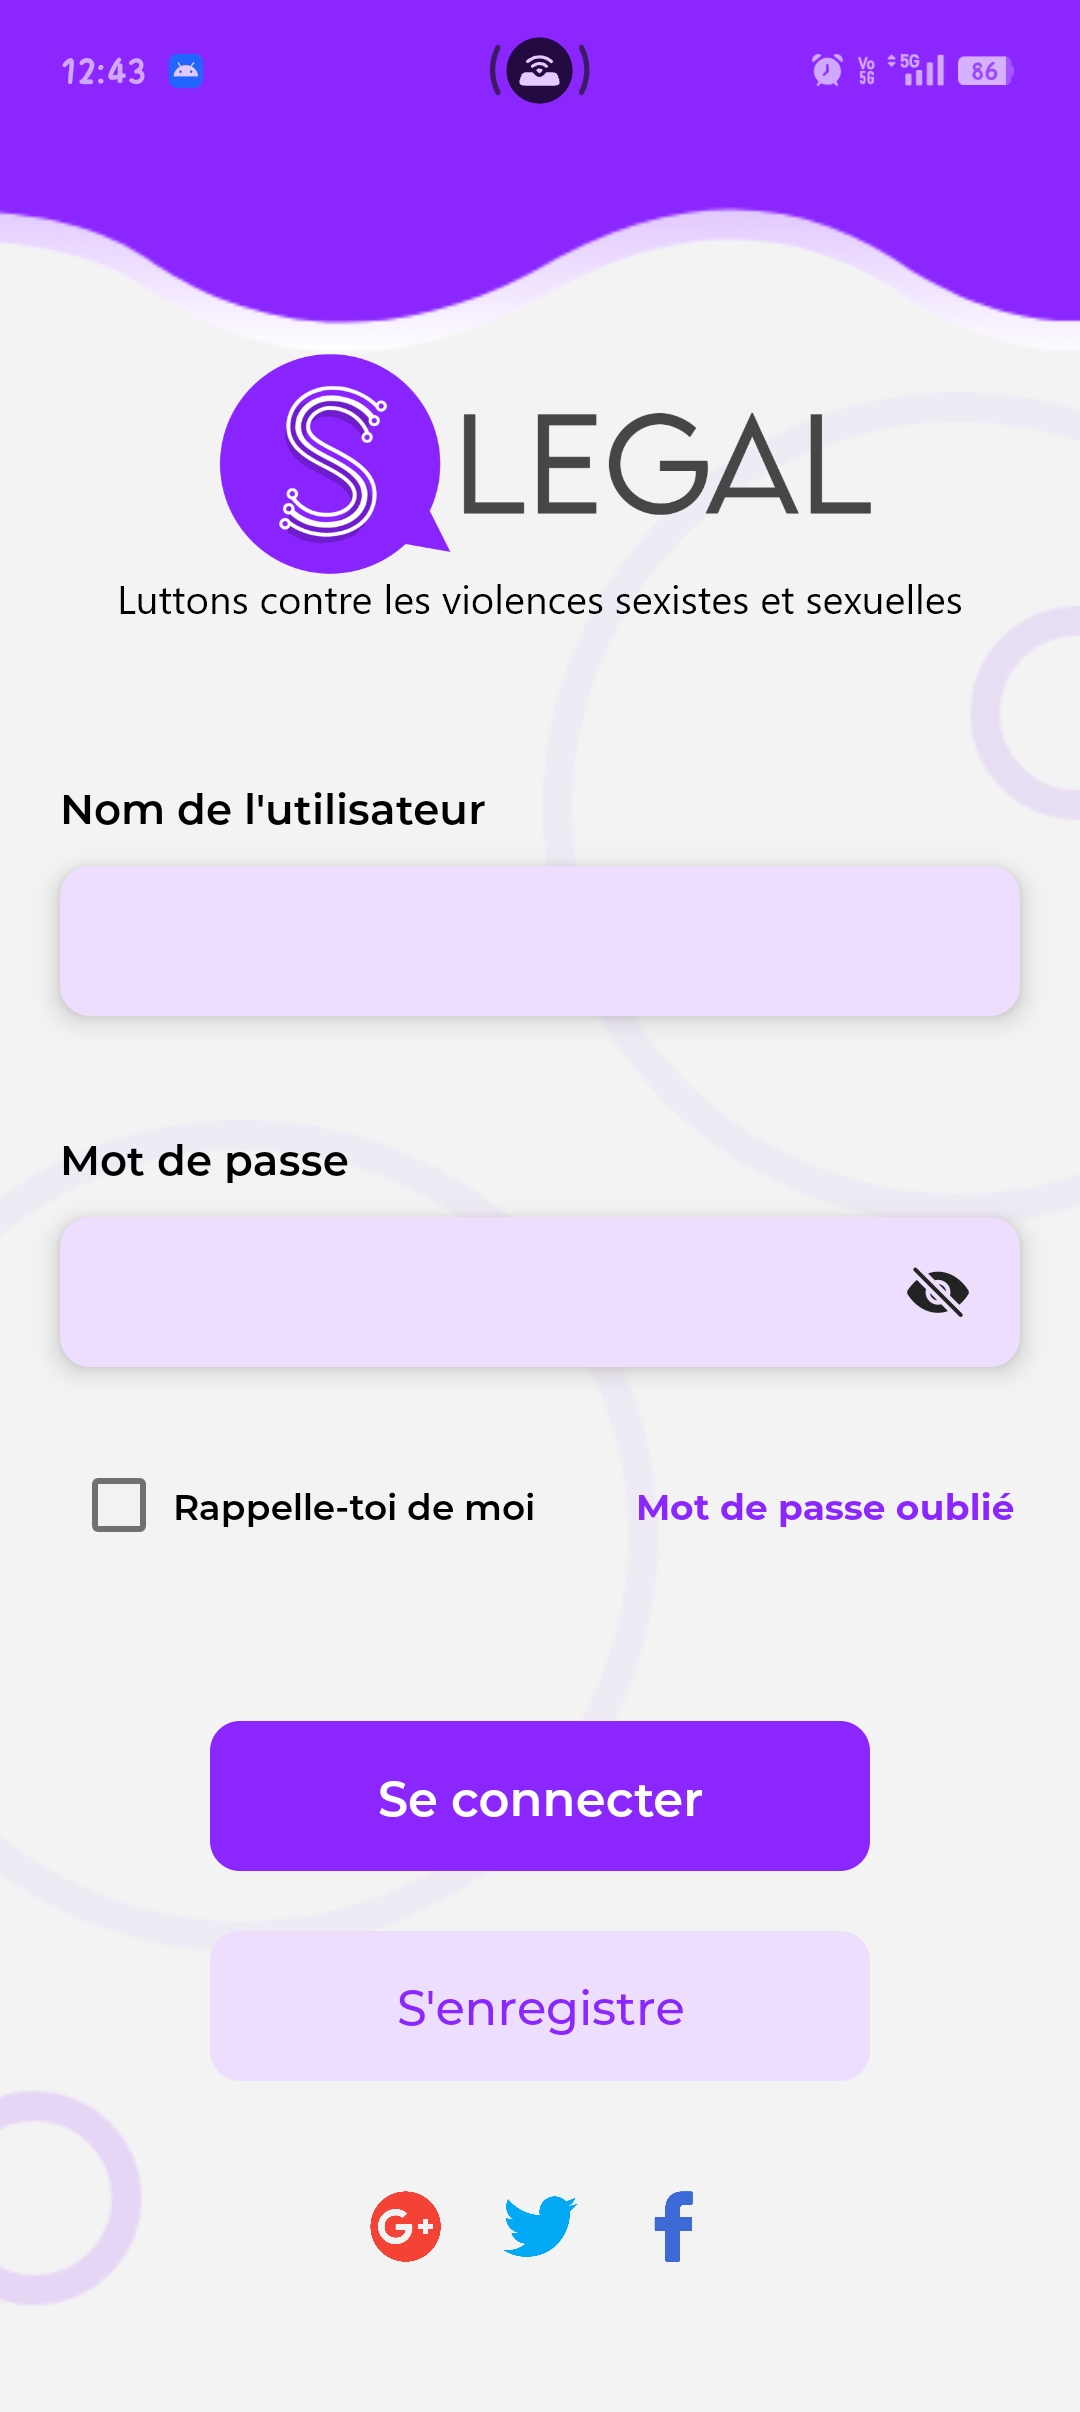 12:43
Vo 5G 5G 86
S LEGAL
Luttons contre les violences sexistes et sexuelles
Nom de l'utilisateur
Mot de passe
Rappelle-toi de moi Mot de passe oublié
Se connecter
S'enregistre
G+